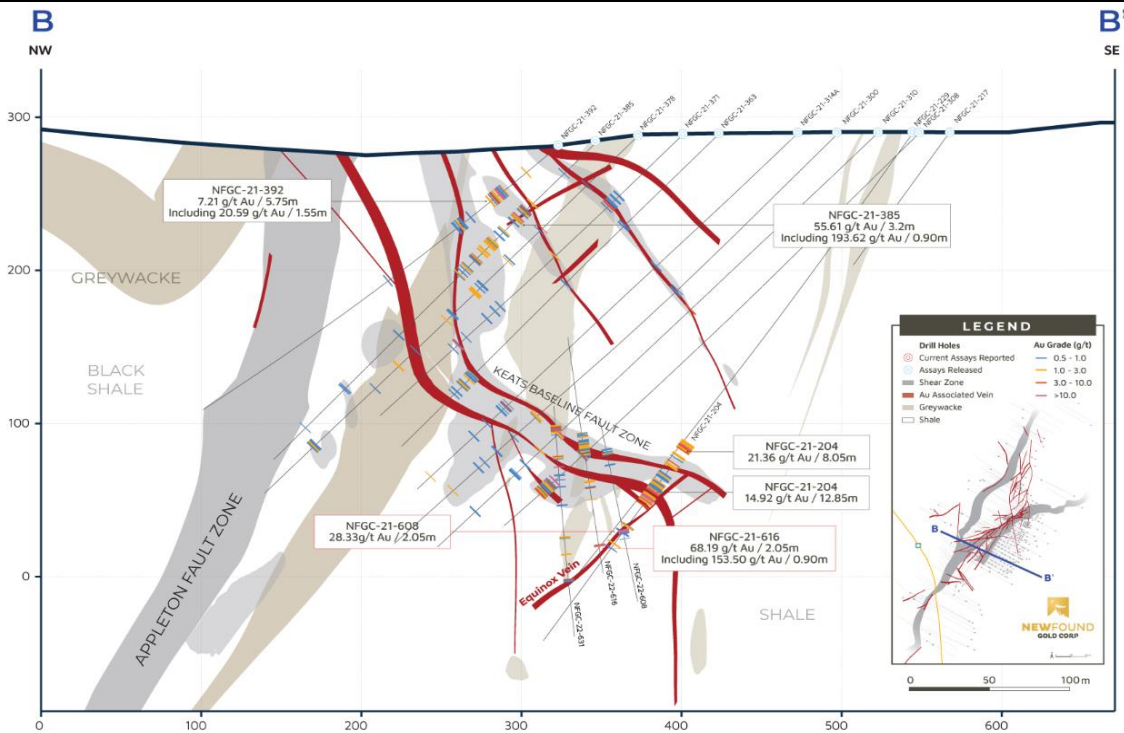 B
B'
NW
SE
NFGC-21-392
NFGC-21-385
NFGC-21-378
NFGC-21-371
NFGC-21-363
NFGC-21-314A
NFGC-21-300
NFGC-21-310
NFGC-21-229
NFGC-21-308
NFGC-21-217
300
200
100
0
NFGC-21-392
7.21 g/t Au / 5.75m
Including 20.59 g/t Au / 1.55m
NFGC-21-385
55.61 g/t Au / 3.2m
Including 193.62 g/t Au / 0.90m
GREYWACKE
BLACK
SHALE
KEATS BASELINE FAULT ZONE
NFGC-21-204
NFGC-21-204
21.36 g/t Au / 8.05m
NFGC-21-204
14.92 g/t Au / 12.85m
NFGC-21-608
28.33g/t Au / 2.05m
NFGC-21-616
68.19 g/t Au / 2.05m
Including 153.50 g/t Au / 0.90m
APPLETON FAULT ZONE
Equinox Vein
NFGC-22-631
NFGC-22-616
NFGC-22-608
SHALE
LEGEND
Drill Holes
Current Assays Reported
Assays Released
Shear Zone
Au Associated Vein
Greywacke
Shale
Au Grade (g/t)
0.5 - 1.0
1.0 - 3.0
3.0 - 10.0
>10.0
B
B'
NEWFOUND
GOLD CORP
0 50 100 m
0 100 200 300 400 500 600